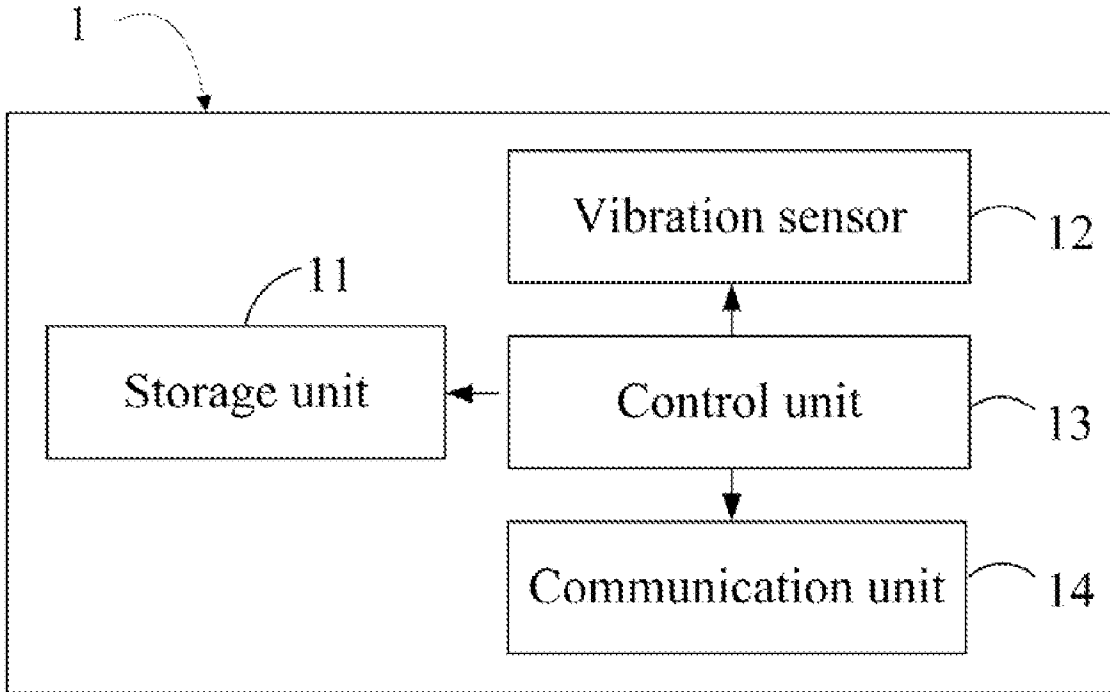 1
Vibration sensor
12
11
Storage unit
Control unit
13
Communication unit
14